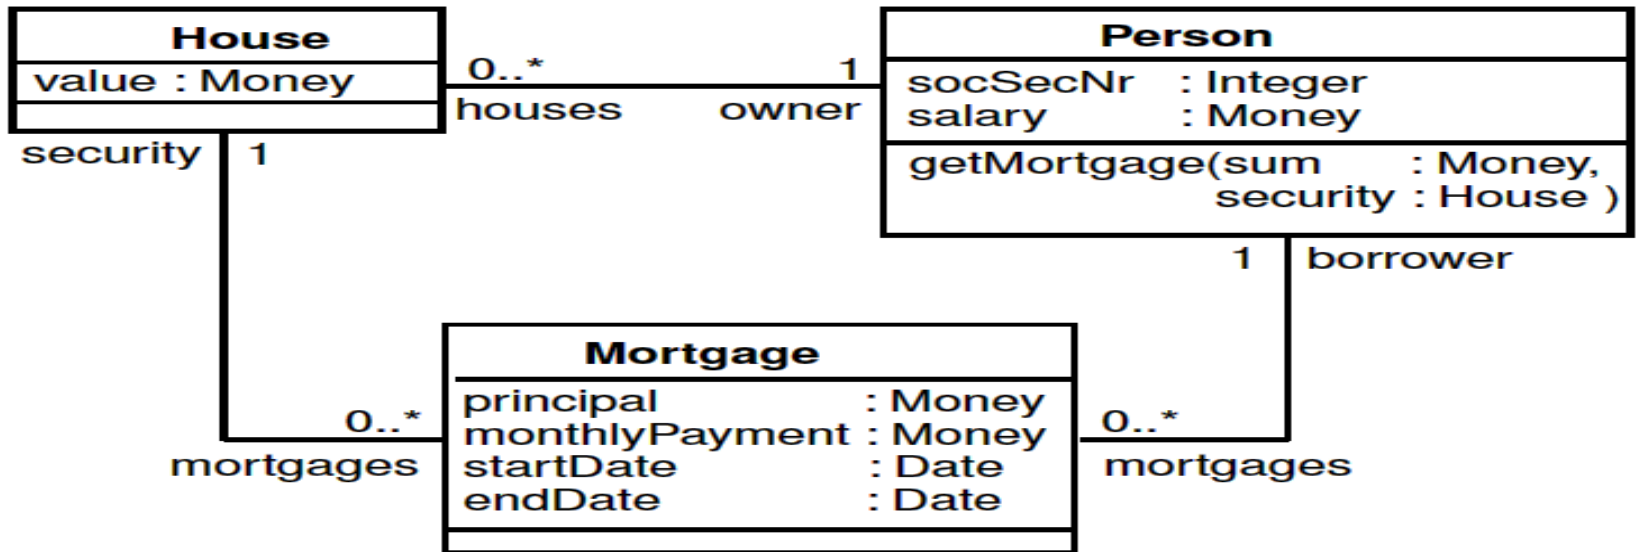 House
value : Money
0..*
houses
1
owner
Person
socSecNr : Integer
salary : Money
getMortgage(sum : Money,
security : House )
security
1
1
borrower
Mortgage
principal : Money
monthlyPayment : Money
startDate : Date
endDate : Date
0..*
mortgages
0..*
mortgages